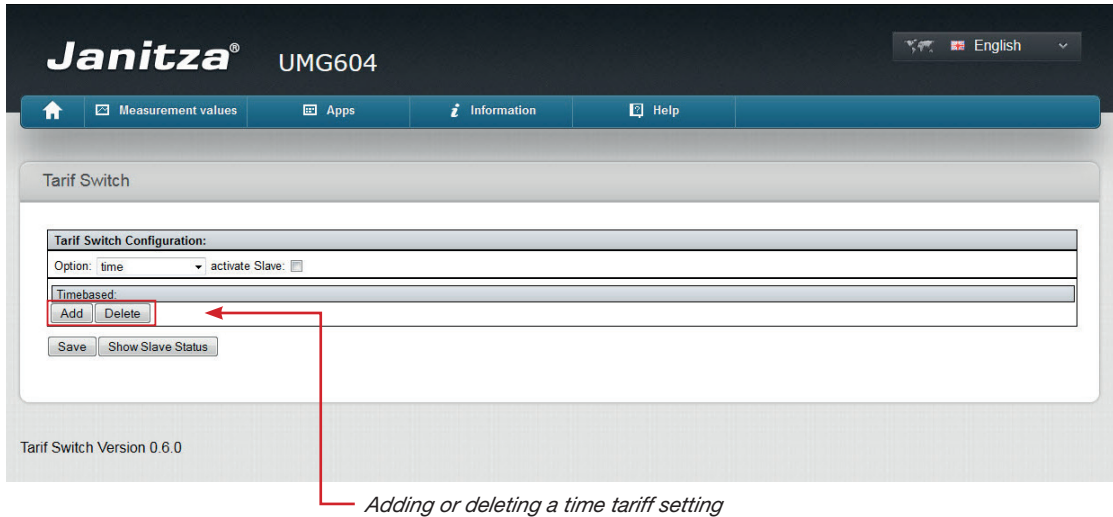 Janitza® UMG604
English
Measurement values Apps Information Help
Tarif Switch
Tarif Switch Configuration:
Option: time activate Slave:
Timebased:
Add Delete
Save Show Slave Status
Tarif Switch Version 0.6.0
Adding or deleting a time tariff setting